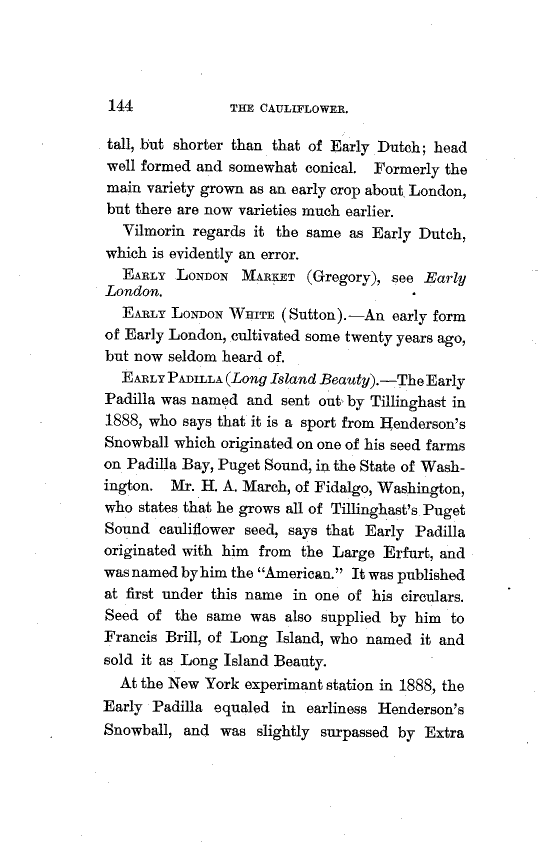 144 THE CAULIFLOWER.
tall, but shorter than that of Early Dutch; head
well formed and somewhat conical. Formerly the
main variety grown as an early crop about London,
but there are now varieties much earlier.
Vilmorin regards it the same as Early Dutch,
which is evidently an error.
EARLY LONDON MARKET (Gregory), see Early
London.
EARLY LONDON WHITE (Sutton).—An early form
of Early London, cultivated some twenty years ago,
but now seldom heard of.
EARLY PADILLA (Long Island Beauty).—The Early
Padilla was named and sent out by Tillinghast in
1888, who says that it is a sport from Henderson's
Snowball which originated on one of his seed farms
on Padilla Bay, Puget Sound, in the State of Wash-
ington. Mr. H. A. March, of Fidalgo, Washington,
who states that he grows all of Tillinghast's Puget
Sound cauliflower seed, says that Early Padilla
originated with him from the Large Erfurt, and
was named by him the "American." It was published
at first under this name in one of his circulars.
Seed of the same was also supplied by him to
Francis Brill, of Long Island, who named it and
sold it as Long Island Beauty.
At the New York experimant station in 1888, the
Early Padilla equaled in earliness Henderson's
Snowball, and was slightly surpassed by Extra